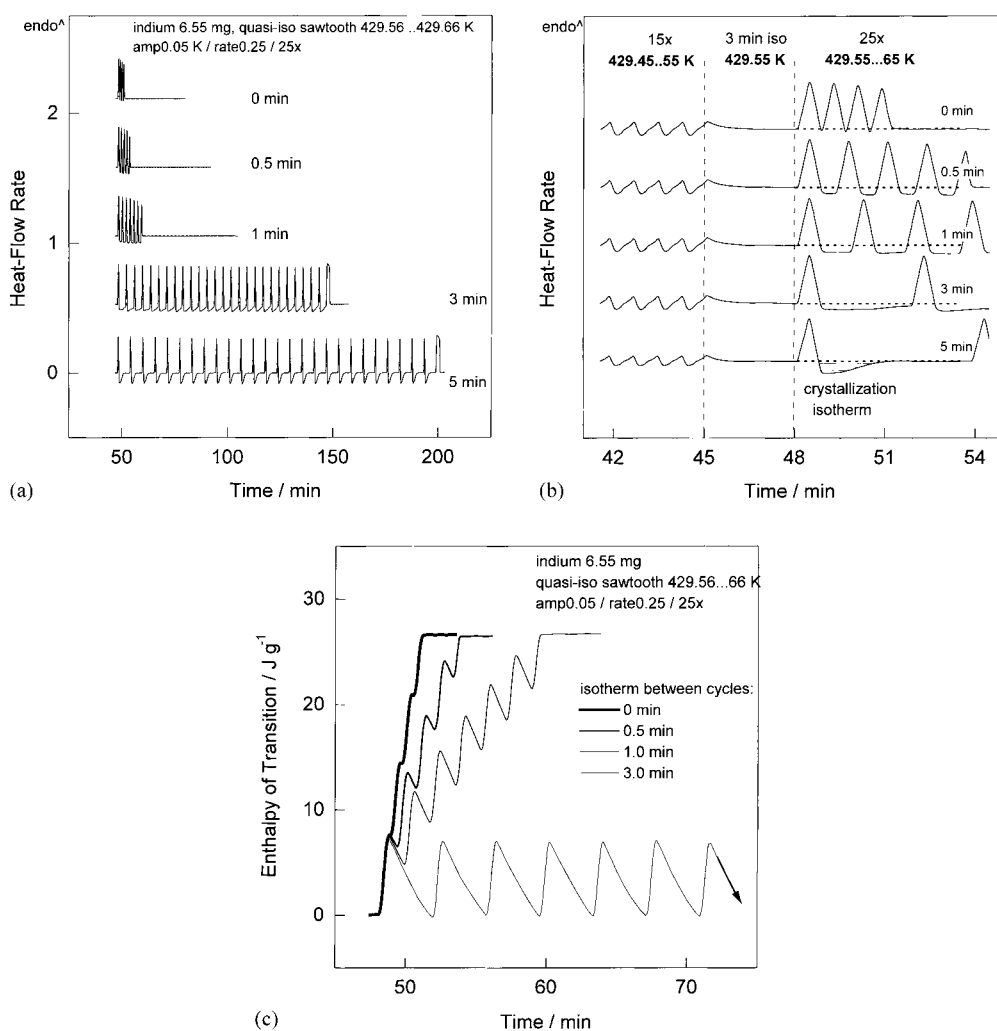 endo^
indium 6.55 mg, quasi-iso sawtooth 429.56 ..429.66 K
amp0.05 K / rate0.25 / 25x
0 min
0.5 min
1 min
3 min
5 min
2
1
0
Heat-Flow Rate
50 100 150 200
Time / min
(a)
endo^
15x 3 min iso 25x
429.45..55 K 429.55 K 429.55...65 K
0 min
0.5 min
1 min
3 min
5 min
crystallization
isotherm
Heat-Flow Rate
42 45 48 51 54
Time / min
(b)
indium 6.55 mg
quasi-iso sawtooth 429.56...66 K
amp0.05 / rate0.25 / 25x
isotherm between cycles:
0 min
0.5 min
1.0 min
3.0 min
30
20
10
0
Enthalpy of Transition / J g⁻¹
50 60 70
Time / min
(c)